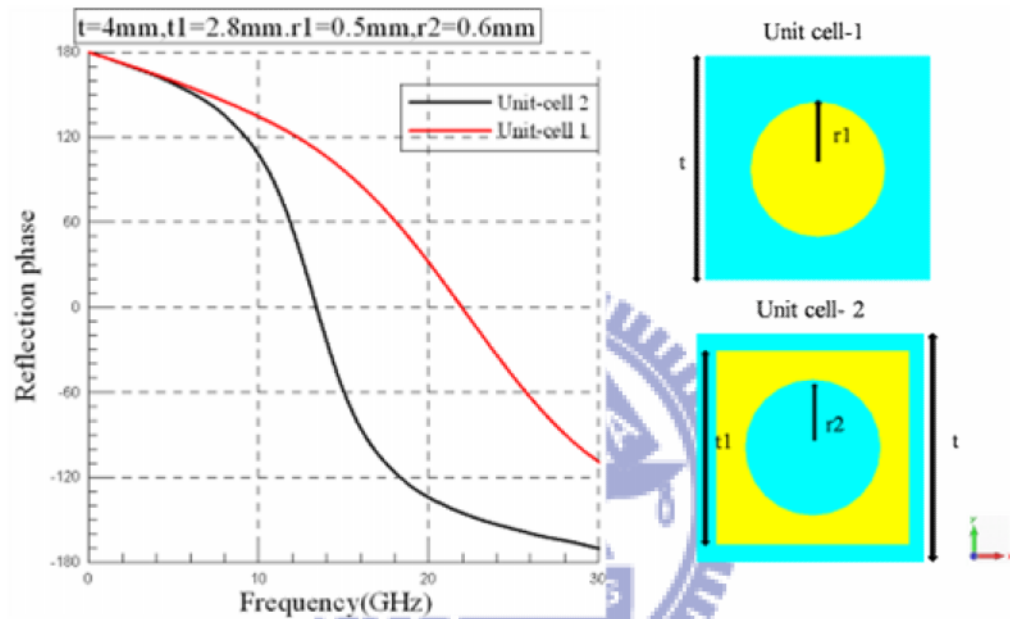 t=4mm,t1=2.8mm.r1=0.5mm,r2=0.6mm
180
120
60
0
-60
-120
-180
Reflection phase
Unit-cell 2
Unit-cell 1
0
10
20
30
Frequency(GHz)
Unit cell-1
t
r1
Unit cell- 2
t1
r2
t